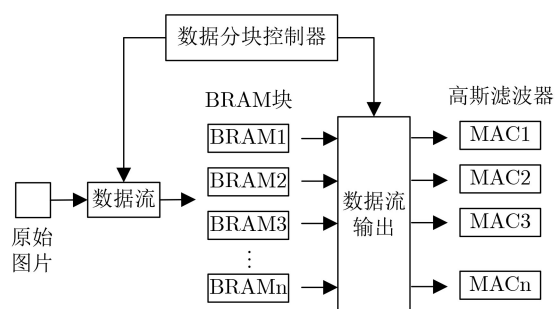 数据分块控制器
BRAM块
高斯滤波器
BRAM1
MAC1
BRAM2
MAC2
数据流
BRAM3
数据流
输出
MAC3
原始
图片
⋮
BRAMn
MACn